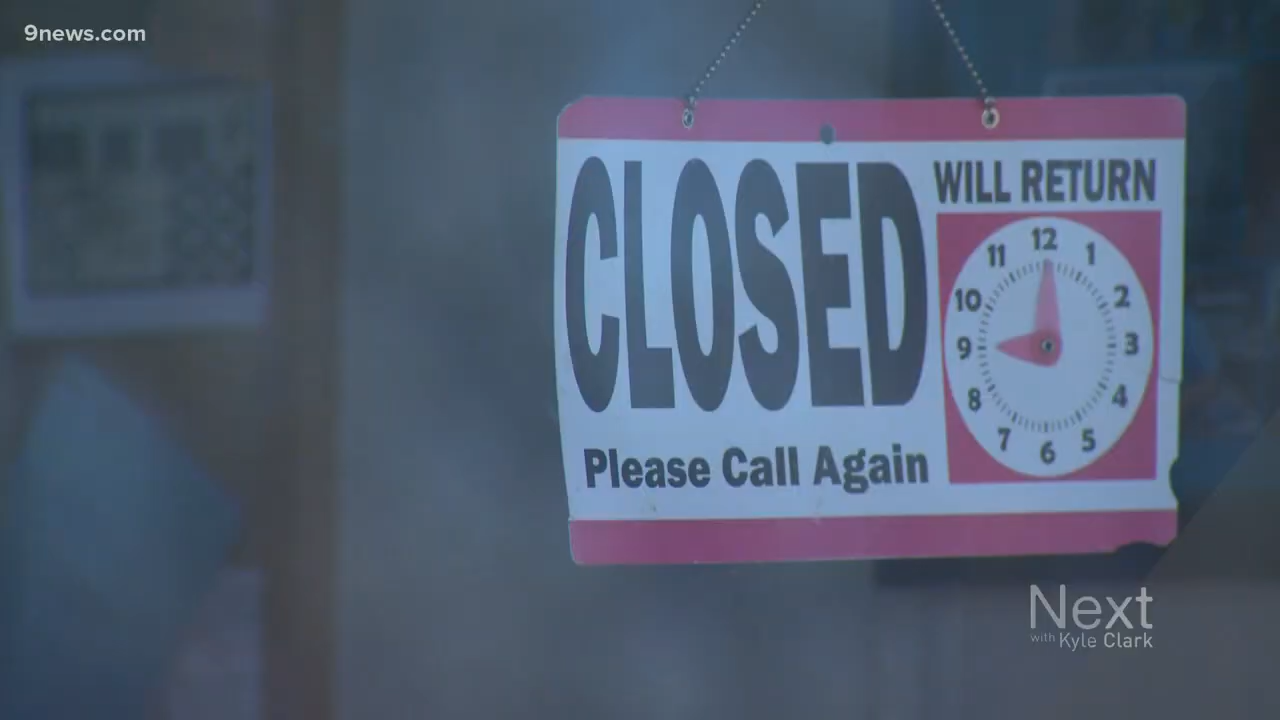 9news.com
CLOSED
WILL RETURN
12
11
1
10
2
9
3
8
4
7
5
6
Please Call Again
Next
with Kyle Clark